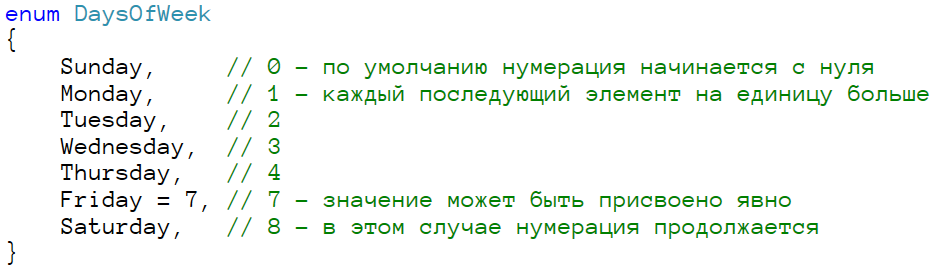 enum DaysOfWeek
{
    Sunday,     // 0 – по умолчанию нумерация начинается с нуля
    Monday,     // 1 – каждый последующий элемент на единицу больше
    Tuesday,    // 2
    Wednesday,  // 3
    Thursday,   // 4
    Friday = 7, // 7 – значение может быть присвоено явно
    Saturday,   // 8 – в этом случае нумерация продолжается
}